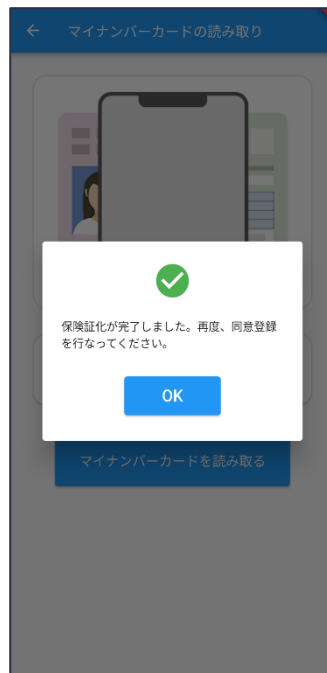 マイナンバーカードの読み取り
保険証化が完了しました。再度、同意登録
を行なってください。
OK
マイナンバーカードを読み取る